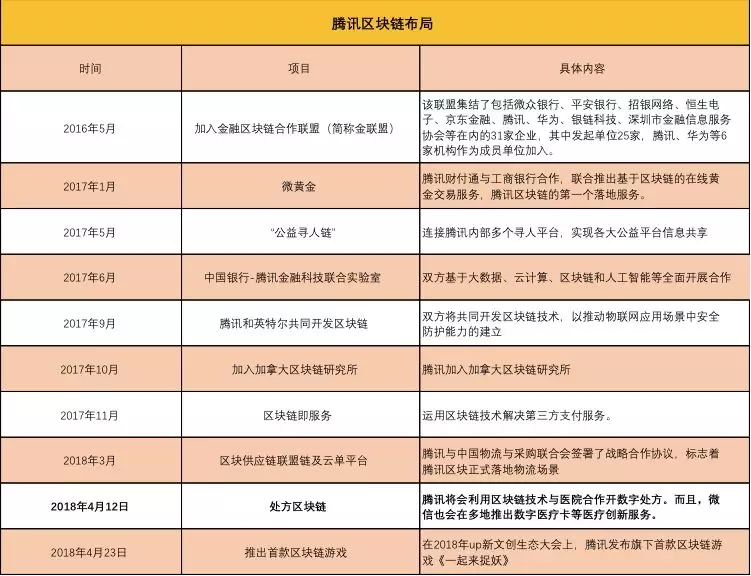 腾讯区块链布局
时间 项目 具体内容
2016年5月 加入金融区块链合作联盟（简称金联盟） 该联盟集结了包括微众银行、平安银行、招银网络、恒生电
子、京东金融、腾讯、华为、银链科技、深圳市金融信息服务
协会等在内的31家企业，其中发起单位25家，腾讯、华为等6
家机构作为成员单位加入。
2017年1月 微黄金 腾讯财付通与工商银行合作，联合推出基于区块链的在线黄
金交易服务，腾讯区块链的第一个落地服务。
2017年5月 “公益寻人链” 连接腾讯内部多个寻人平台，实现各大公益平台信息共享
2017年6月 中国银行-腾讯金融科技联合实验室 双方基于大数据、云计算、区块链和人工智能等全面开展合作
2017年9月 腾讯和英特尔共同开发区块链 双方将共同开发区块链技术，以推动物联网应用场景中安全
防护能力的建立
2017年10月 加入加拿大区块链研究所 腾讯加入加拿大区块链研究所
2017年11月 区块链即服务 运用区块链技术解决第三方支付服务。
2018年3月 区块供应链联盟链及云单平台 腾讯与中国物流与采购联合会签署了战略合作协议，标志着
腾讯区块正式落地物流场景
2018年4月12日 处方区块链 腾讯将会利用区块链技术与医院合作开数字处方。而且，微
信也会在多地推出数字医疗卡等医疗创新服务。
2018年4月23日 推出首款区块链游戏 在2018年up新文创生态大会上，腾讯发布旗下首款区块链游
戏《一起来捉妖》